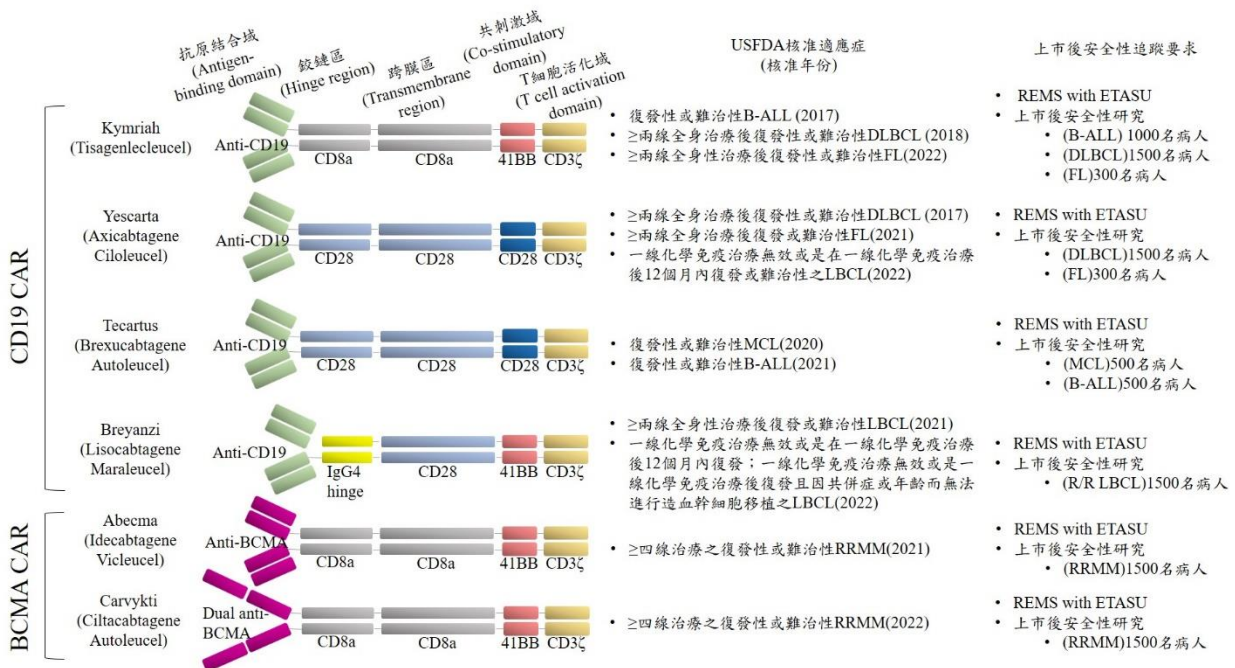 抗原結合域
(Antigen-
binding domain)
鉸鏈區
(Hinge region)
跨膜區
(Transmembrane
region)
共刺激域
(Co-stimulatory
domain)
T細胞活化域
(T cell activation
domain)
USFDA核准適應症
(核准年份)
上市後安全性追蹤要求
CD19 CAR
Kymriah
(Tisagenlecleucel)
Anti-CD19
CD8a
CD8a
41BB
CD3ζ
• 復發性或難治性B-ALL (2017)
• ≥兩線全身治療後復發性或難治性DLBCL (2018)
• ≥兩線全身性治療後復發性或難治性FL(2022)
• REMS with ETASU
• 上市後安全性研究
• (B-ALL) 1000名病人
• (DLBCL)1500名病人
• (FL)300名病人
Yescarta
(Axicabtagene
Ciloleucel)
Anti-CD19
CD28
CD28
CD28
CD3ζ
• ≥兩線全身治療後復發性或難治性DLBCL (2017)
• ≥兩線全身治療後復發或難治性FL(2021)
• 一線化學免疫治療無效或是在一線化學免疫治療
後12個月內復發或難治性之LBCL(2022)
• REMS with ETASU
• 上市後安全性研究
• (DLBCL)1500名病人
• (FL)300名病人
Tecartus
(Brexucabtagene
Autoleucel)
Anti-CD19
CD28
CD28
CD28
CD3ζ
• 復發性或難治性MCL(2020)
• 復發性或難治性B-ALL(2021)
• REMS with ETASU
• 上市後安全性研究
• (MCL)500名病人
• (B-ALL)500名病人
Breyanzi
(Lisocabtagene
Maraleucel)
Anti-CD19
IgG4
hinge
CD28
41BB
CD3ζ
• ≥兩線全身性治療後復發或難治性LBCL(2021)
• 一線化學免疫治療無效或是在一線化學免疫治療
後12個月內復發；一線化學免疫治療無效或是一
線化學免疫治療後復發且因共併症或年齡而無法
進行造血幹細胞移植之LBCL(2022)
• REMS with ETASU
• 上市後安全性研究
• (R/R LBCL)1500名病人
BCMA CAR
Abecma
(Idecabtagene
Vicleucel)
Anti-BCMA
CD8a
CD8a
41BB
CD3ζ
• ≥四線治療之復發性或難治性RRMM(2021)
• REMS with ETASU
• 上市後安全性研究
• (RRMM)1500名病人
Carvykti
(Ciltacabtagene
Autoleucel)
Dual anti-
BCMA
CD8a
CD8a
41BB
CD3ζ
• ≥四線治療之復發性或難治性RRMM(2022)
• REMS with ETASU
• 上市後安全性研究
• (RRMM)1500名病人